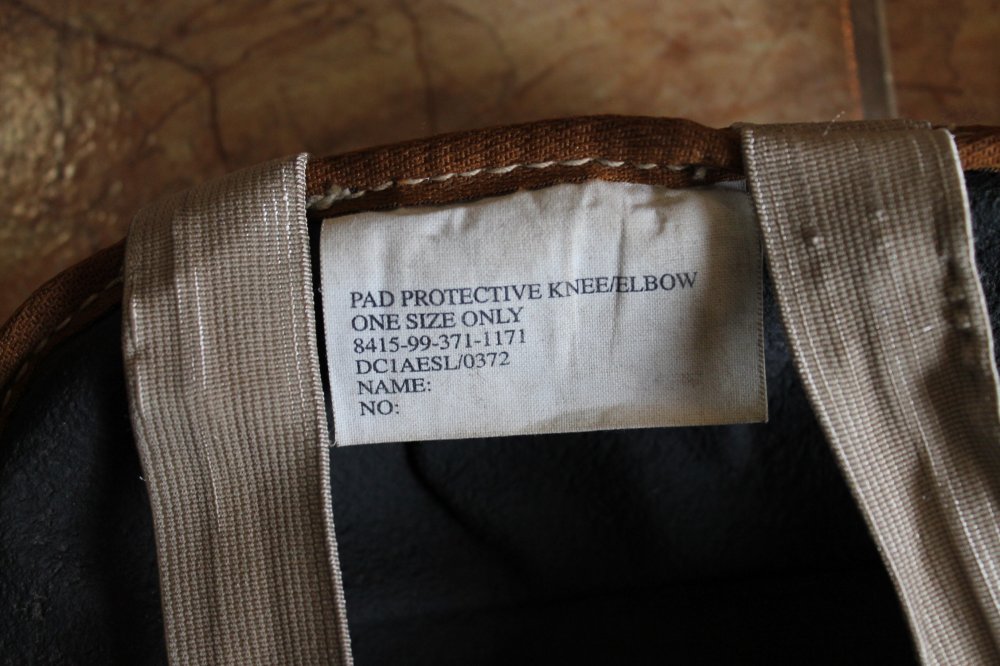 PAD PROTECTIVE KNEE/ELBOW
ONE SIZE ONLY
8415-99-371-1171
DC1AESL/0372
NAME:
NO: